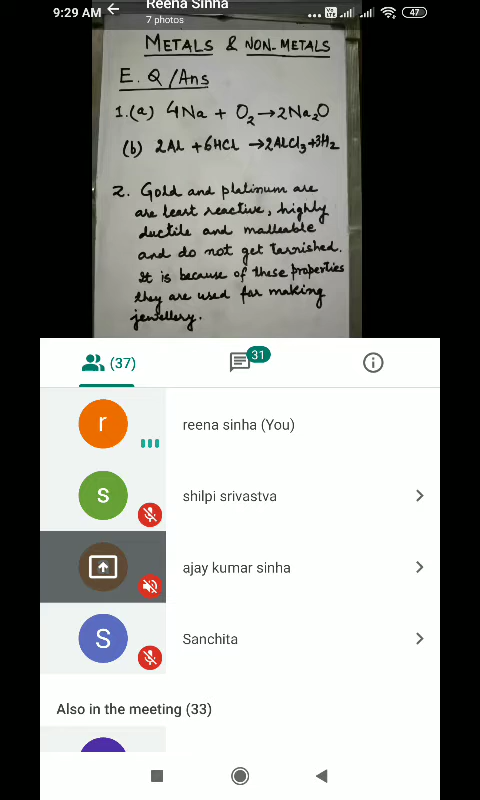 9:29 AM
Reena Sinha
47
7 photos
METALS & NON-METALS
E. Q/Ans
1.(a) 4Na + O₂→2Na₂O
(b) 2Al +6HCl →2AlCl₃+3H₂
2. Gold and platinum are
are least reactive, highly
ductile and malleable
and do not get tarnished.
It is because of these properties
they are used for making
jewellery.
(37)
31
r
reena sinha (You)
s
shilpi srivastva
ajay kumar sinha
S
Sanchita
Also in the meeting (33)